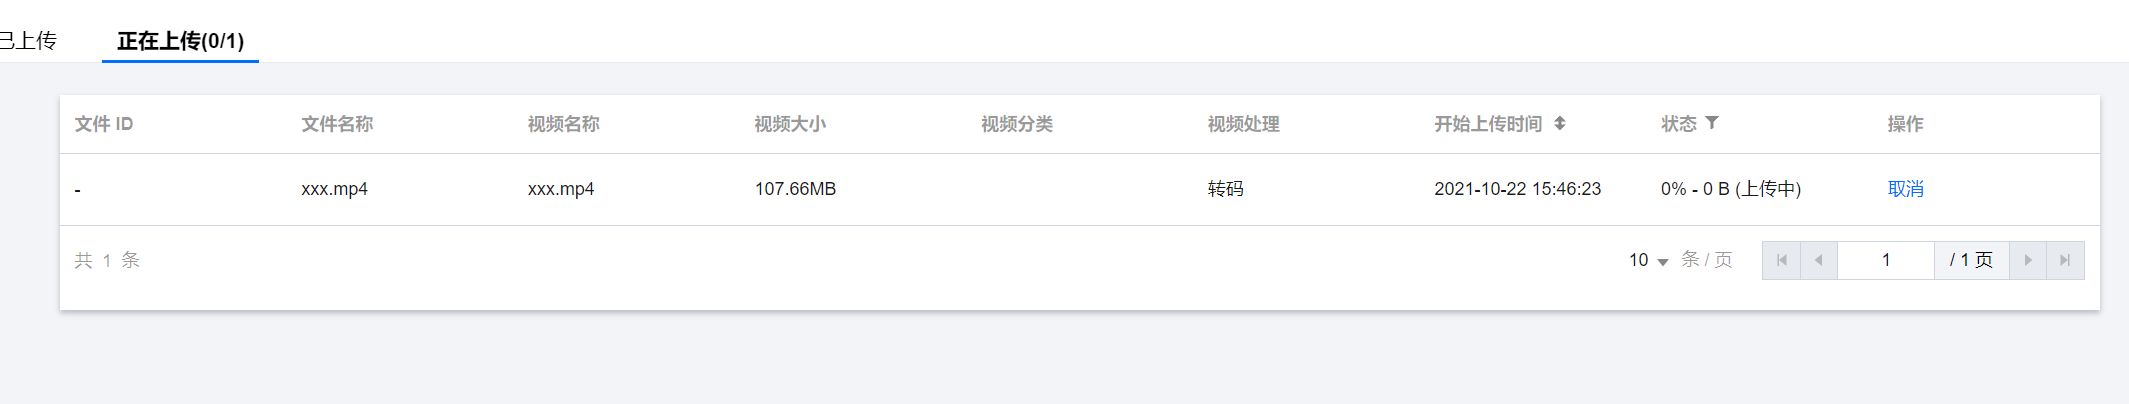 已上传 正在上传(0/1)
文件 ID 文件名称 视频名称 视频大小 视频分类 视频处理 开始上传时间 状态 操作
- xxx.mp4 xxx.mp4 107.66MB 转码 2021-10-22 15:46:23 0% - 0 B (上传中) 取消
共 1 条 10 条 / 页 1 / 1 页